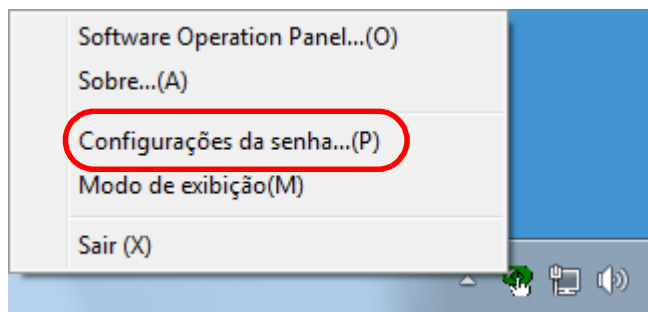 Software Operation Panel...(O)
Sobre...(A)
Configurações da senha...(P)
Modo de exibição(M)
Sair (X)